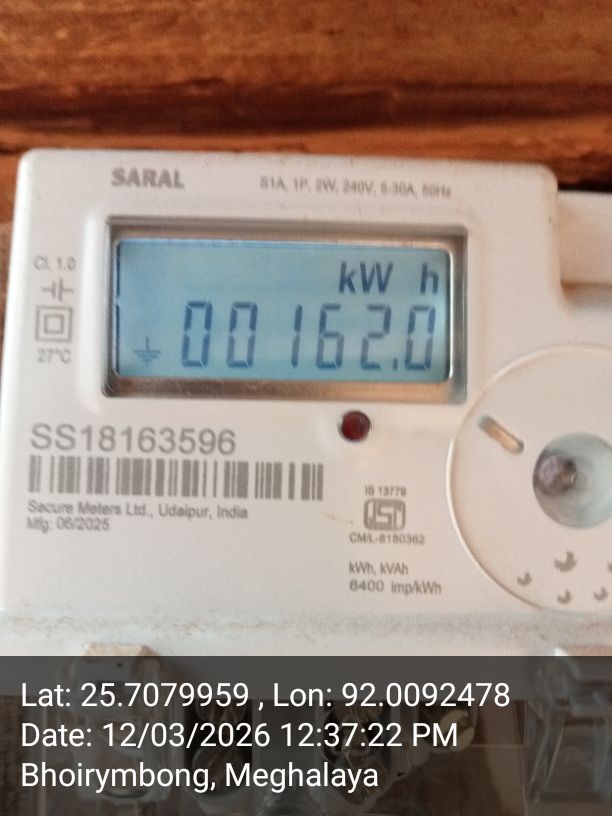 SARAL
S1A, 1P, 2W, 240V, 5-30A, 50Hz
Cl. 1.0
27°C
kW h
00162.0
SS18163596
Secure Meters Ltd., Udaipur, India
Mfg: 06/2025
IS 13779
ISI
CM/L-8150362
kWh, kVAh
6400 imp/kWh
Lat: 25.7079959 , Lon: 92.0092478
Date: 12/03/2026 12:37:22 PM
Bhoirymbong, Meghalaya